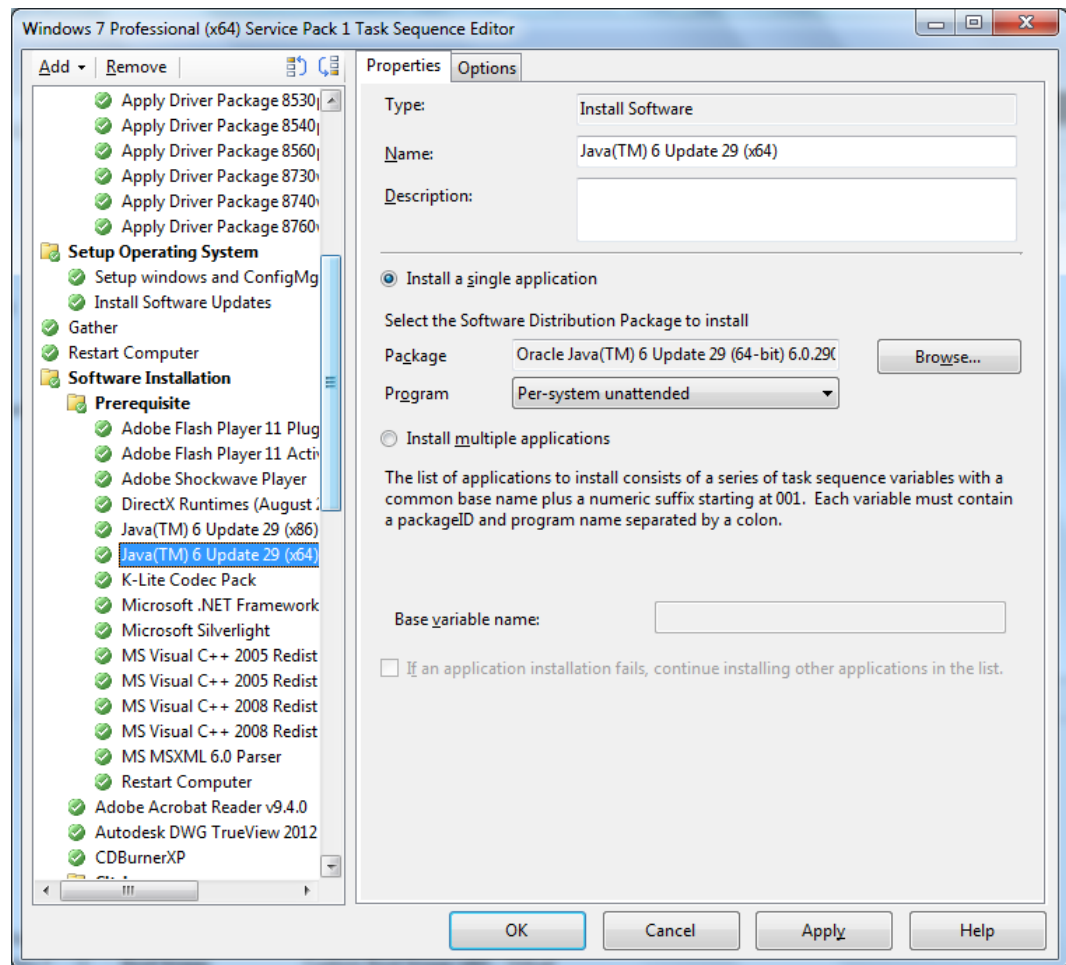 Windows 7 Professional (x64) Service Pack 1 Task Sequence Editor
Add Remove
Apply Driver Package 8530
Apply Driver Package 8540
Apply Driver Package 8560
Apply Driver Package 8730
Apply Driver Package 8740
Apply Driver Package 8760
Setup Operating System
Setup windows and ConfigMg
Install Software Updates
Gather
Restart Computer
Software Installation
Prerequisite
Adobe Flash Player 11 Plug
Adobe Flash Player 11 Acti
Adobe Shockwave Player
DirectX Runtimes (August
Java(TM) 6 Update 29 (x86)
Java(TM) 6 Update 29 (x64)
K-Lite Codec Pack
Microsoft .NET Framework
Microsoft Silverlight
MS Visual C++ 2005 Redist
MS Visual C++ 2005 Redist
MS Visual C++ 2008 Redist
MS Visual C++ 2008 Redist
MS MSXML 6.0 Parser
Restart Computer
Adobe Acrobat Reader v9.4.0
Autodesk DWG TrueView 2012
CDBurnerXP
Properties Options
Type: Install Software
Name: Java(TM) 6 Update 29 (x64)
Description:
Install a single application
Select the Software Distribution Package to install
Package Oracle Java(TM) 6 Update 29 (64-bit) 6.0.290 Browse...
Program Per-system unattended
Install multiple applications
The list of applications to install consists of a series of task sequence variables with a
common base name plus a numeric suffix starting at 001. Each variable must contain
a packageID and program name separated by a colon.
Base variable name:
If an application installation fails, continue installing other applications in the list.
OK Cancel Apply Help